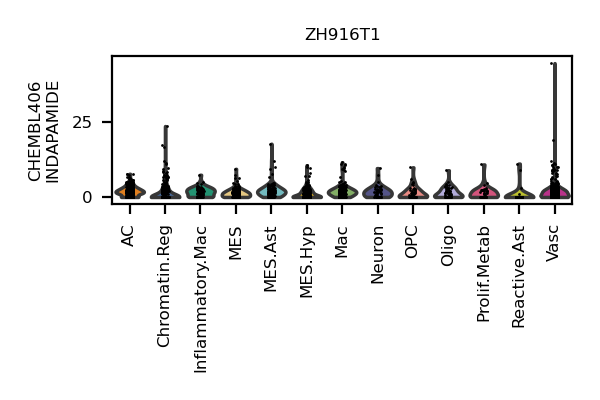 ZH916T1
CHEMBL406
INDAPAMIDE
25
0
AC
Chromatin.Reg
Inflammatory.Mac
MES
MES.Ast
MES.Hyp
Mac
Neuron
OPC
Oligo
Prolif.Metab
Reactive.Ast
Vasc